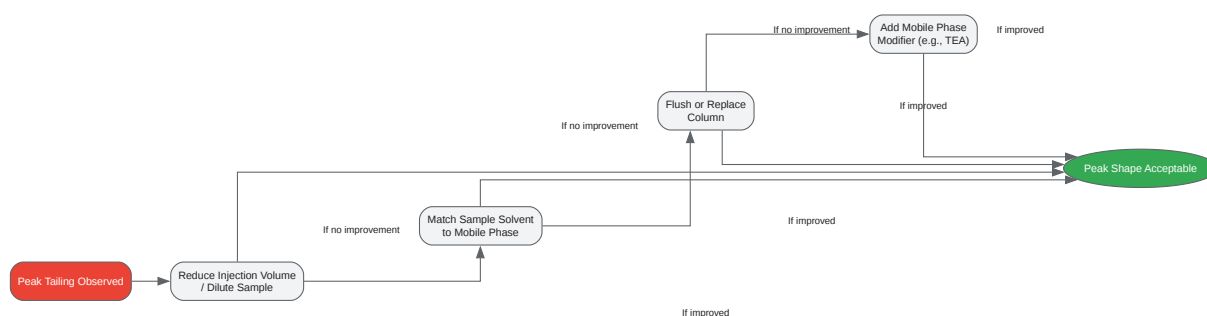 If no improvement
Add Mobile Phase
Modifier (e.g., TEA)
If improved
Flush or Replace
Column
If improved
If no improvement
Peak Shape Acceptable
Match Sample Solvent
to Mobile Phase
If improved
If no improvement
Peak Tailing Observed
Reduce Injection Volume
/ Dilute Sample
If improved